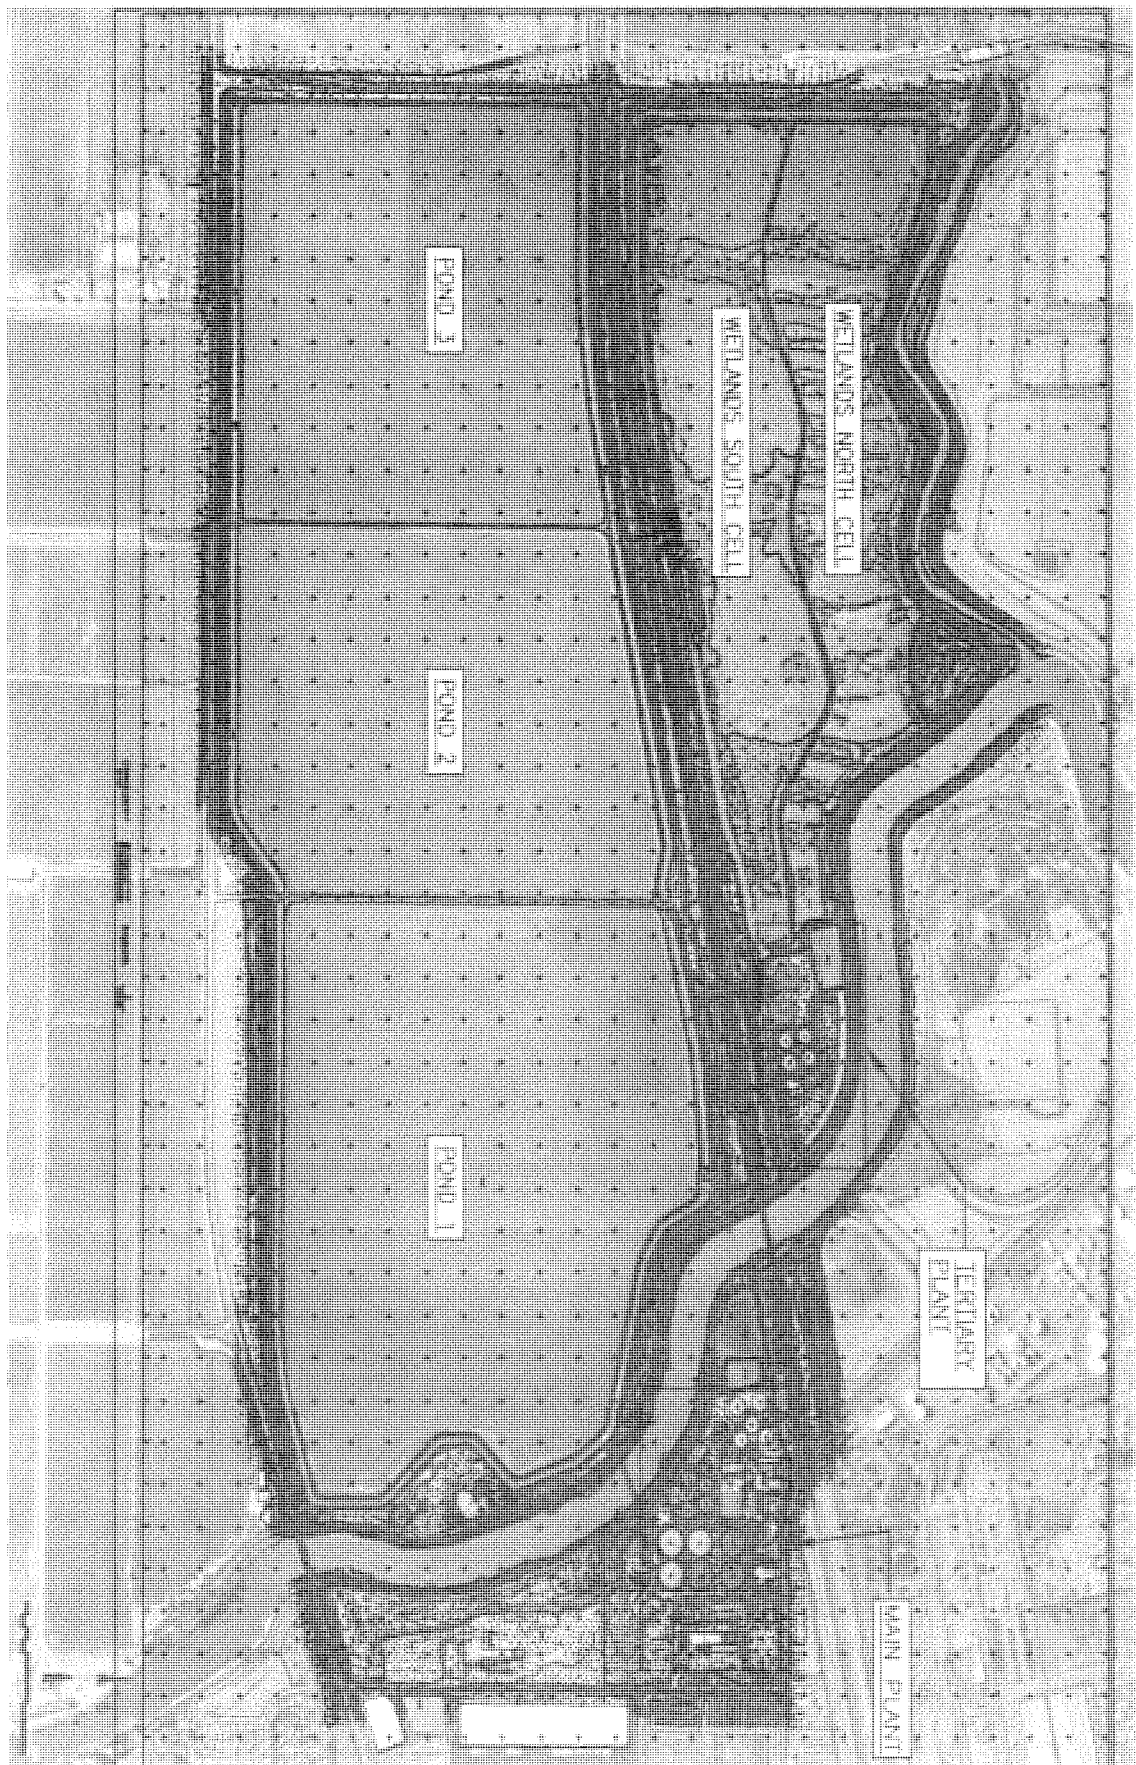 POND 3
WETLANDS NORTH CELL
WETLANDS SOUTH CELL
POND 2
POND 1
TERTIARY
PLANT
MAIN PLANT